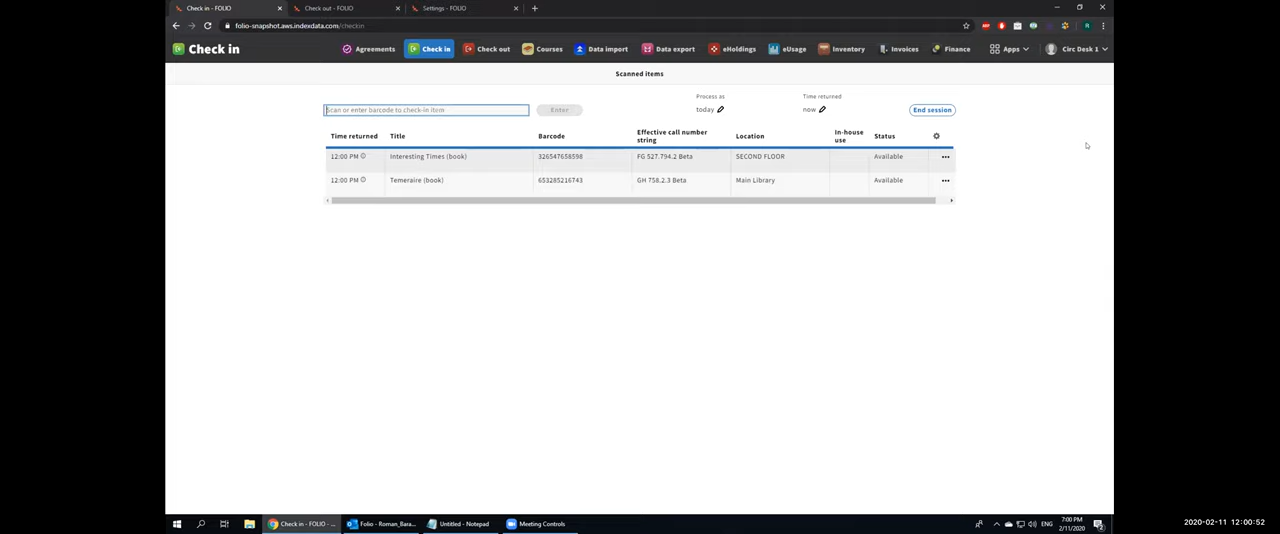 Check in - FOLIO
Check out - FOLIO
Settings - FOLIO
folio-snapshot.aws.indexdata.com/checkin
Check in
Agreements
Check in
Check out
Courses
Data import
Data export
eHoldings
eUsage
Inventory
Invoices
Finance
Apps
Circ Desk 1
Scanned items
Process as
Time returned
Scan or enter barcode to check-in item
Enter
today
now
End session
Time returned
Title
Barcode
Effective call number
string
Location
In-house
use
Status
12:00 PM
Interesting Times (book)
326547658598
FG 527.794.2 Beta
SECOND FLOOR
Available
12:00 PM
Temeraire (book)
653285216743
GH 758.2.3 Beta
Main Library
Available
Check in - FOLIO - ...
Folio - Roman_Bara...
Untitled - Notepad
Meeting Controls
ENG
7:00 PM
2/11/2020
2020-02-11 12:00:52